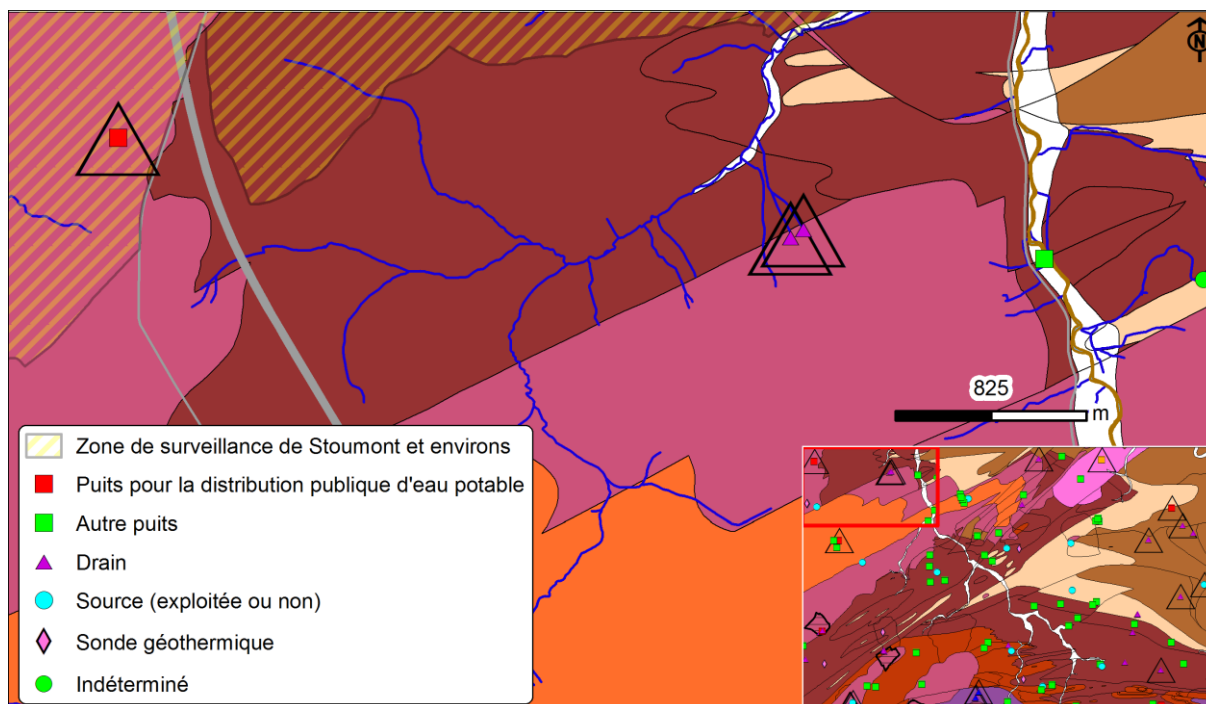 N
825
m
Zone de surveillance de Stoumont et environs
Puits pour la distribution publique d'eau potable
Autre puits
Drain
Source (exploitée ou non)
Sonde géothermique
Indéterminé